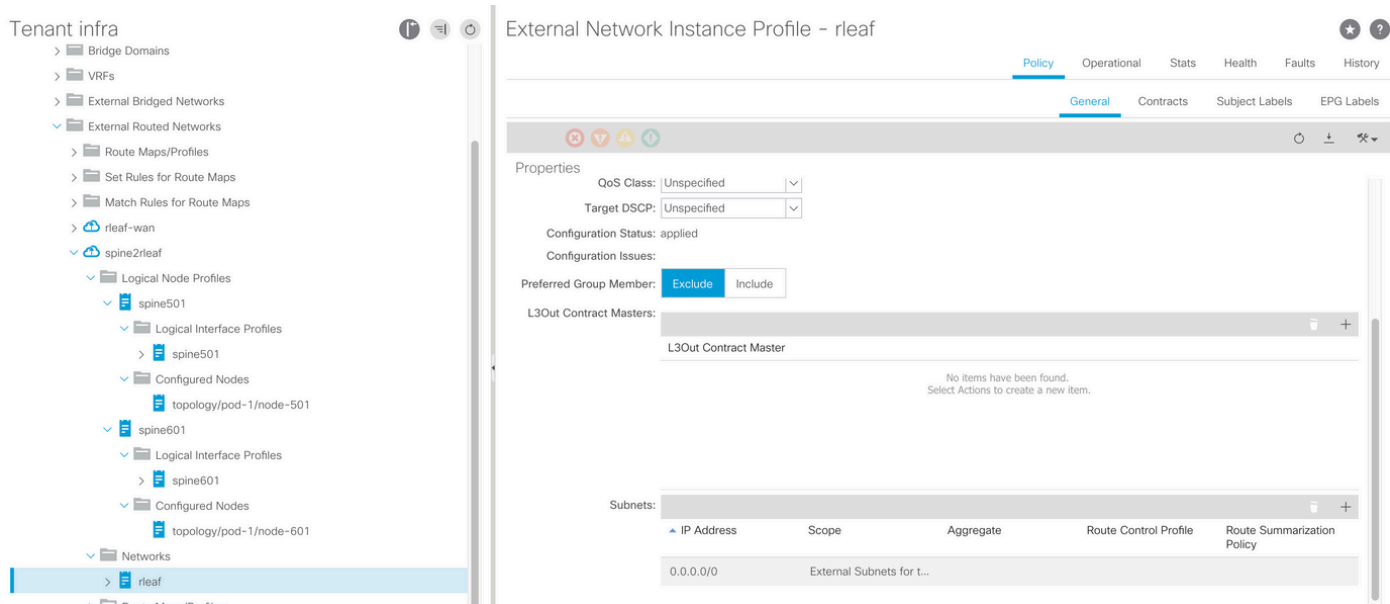 Tenant infra
Bridge Domains
VRFs
External Bridged Networks
External Routed Networks
Route Maps/Profiles
Set Rules for Route Maps
Match Rules for Route Maps
rleaf-wan
spine2rleaf
Logical Node Profiles
spine501
Logical Interface Profiles
spine501
Configured Nodes
topology/pod-1/node-501
spine601
Logical Interface Profiles
spine601
Configured Nodes
topology/pod-1/node-601
Networks
rleaf
External Network Instance Profile - rleaf
Policy Operational Stats Health Faults History
General Contracts Subject Labels EPG Labels
Properties
QoS Class: Unspecified
Target DSCP: Unspecified
Configuration Status: applied
Configuration Issues:
Preferred Group Member: Exclude Include
L3Out Contract Masters:
L3Out Contract Master
No items have been found.
Select Actions to create a new item.
Subnets:
IP Address Scope Aggregate Route Control Profile Route Summarization
Policy
0.0.0.0/0 External Subnets for t...